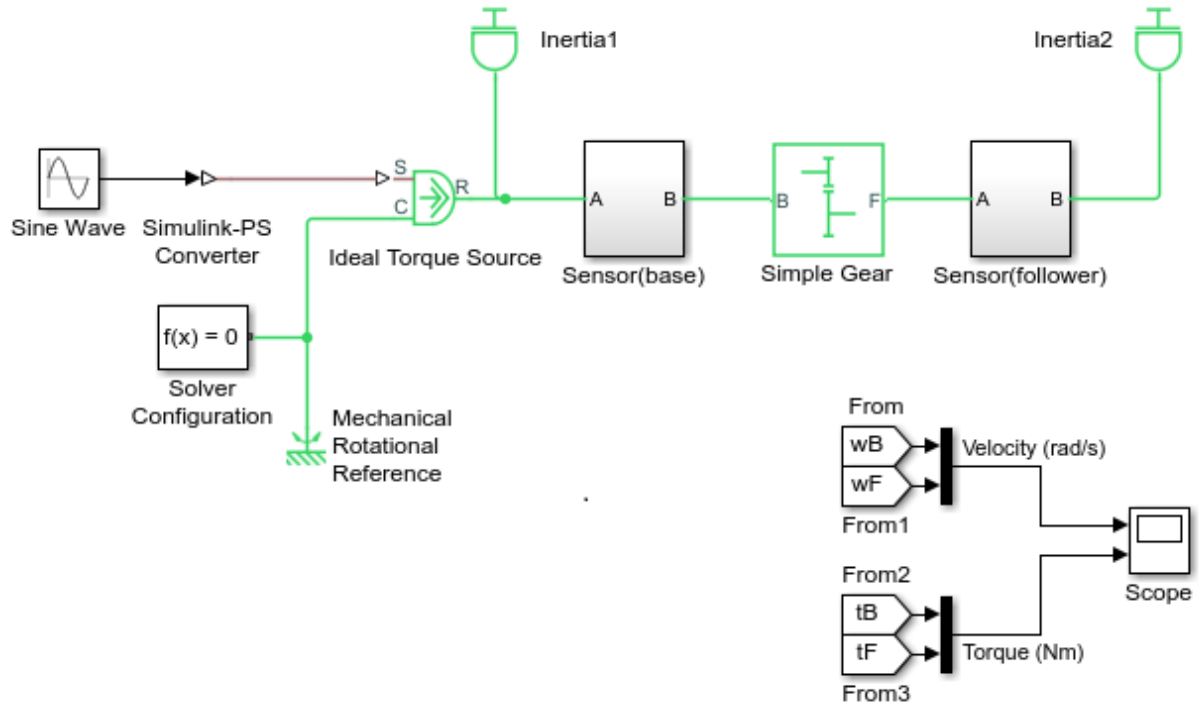 Inertia1
Inertia2
S
C
R
A
B
B
F
A
B
Sine Wave
Simulink-PS
Converter
Ideal Torque Source
Sensor(base)
Simple Gear
Sensor(follower)
f(x) = 0
Solver
Configuration
Mechanical
Rotational
Reference
From
wB
Velocity (rad/s)
wF
From1
From2
tB
tF
Torque (Nm)
From3
Scope